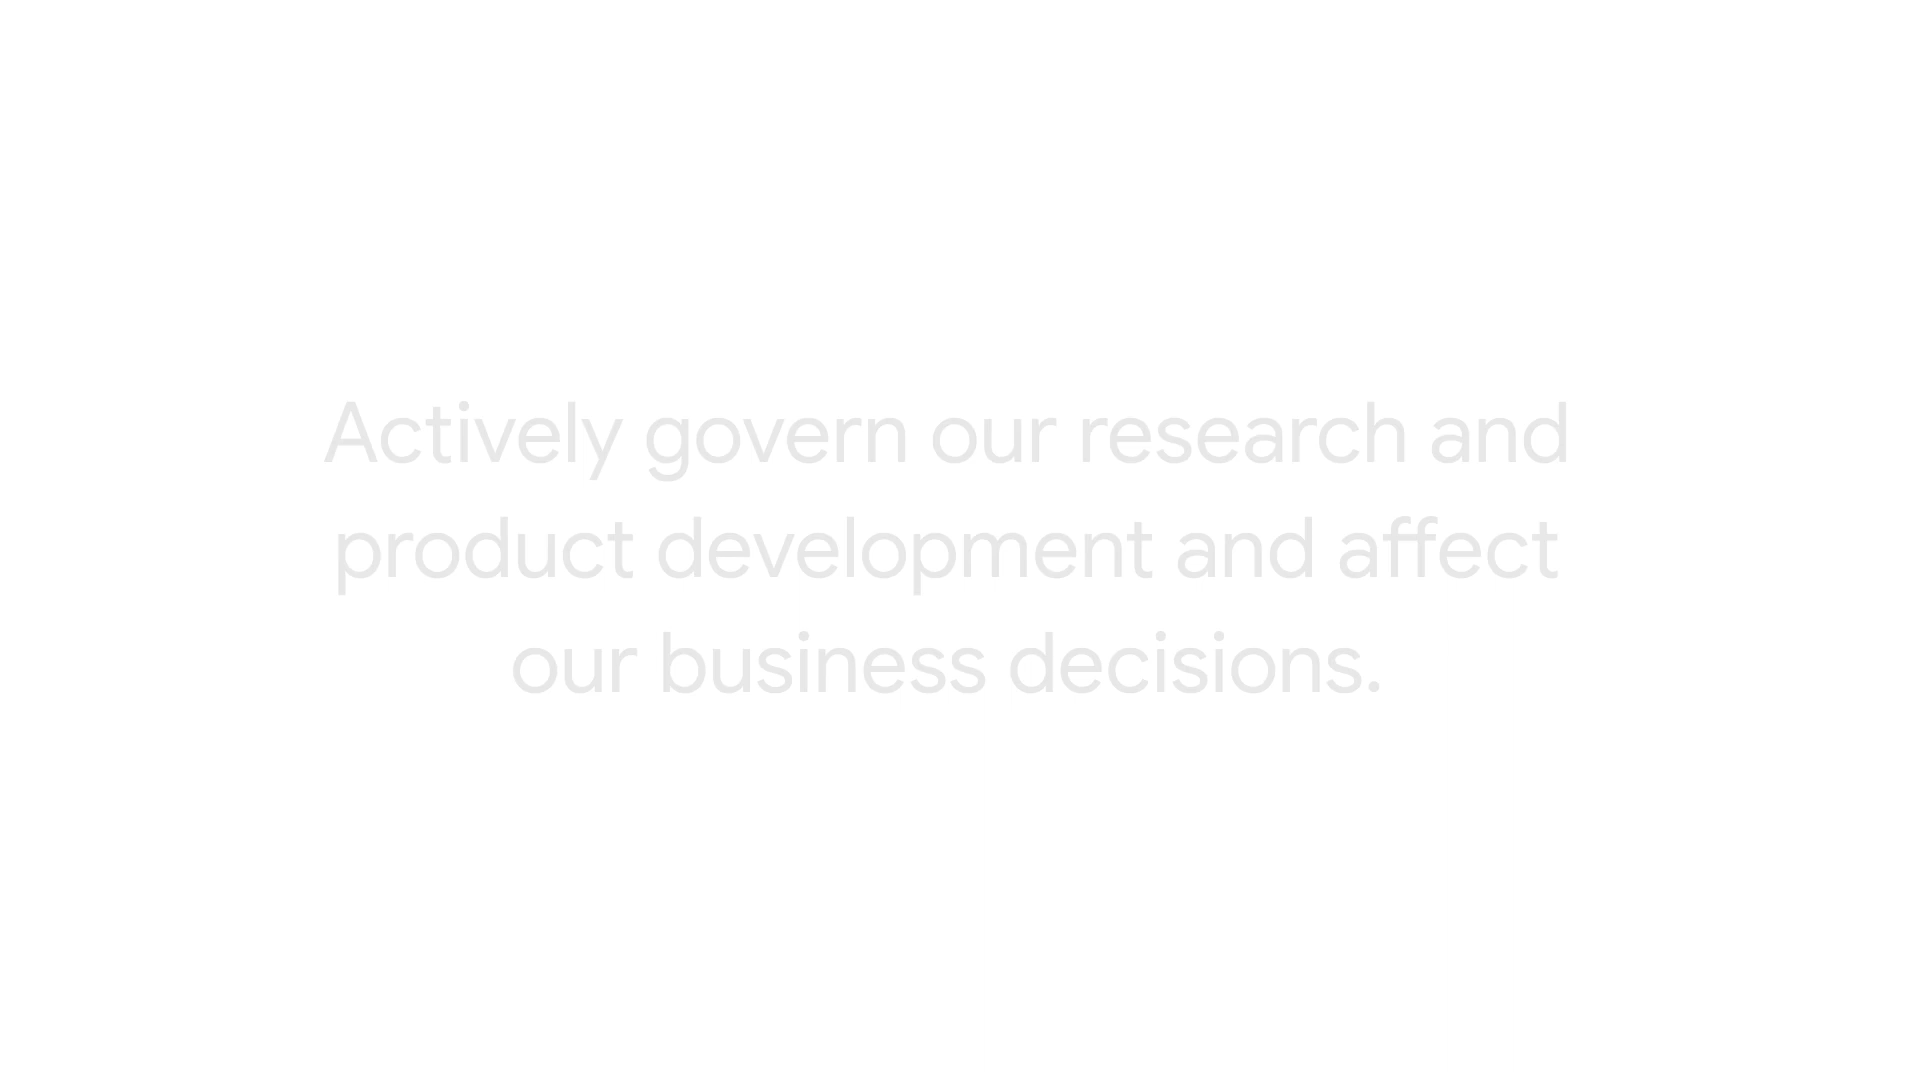 Actively govern our research and
product development and affect
our business decisions.